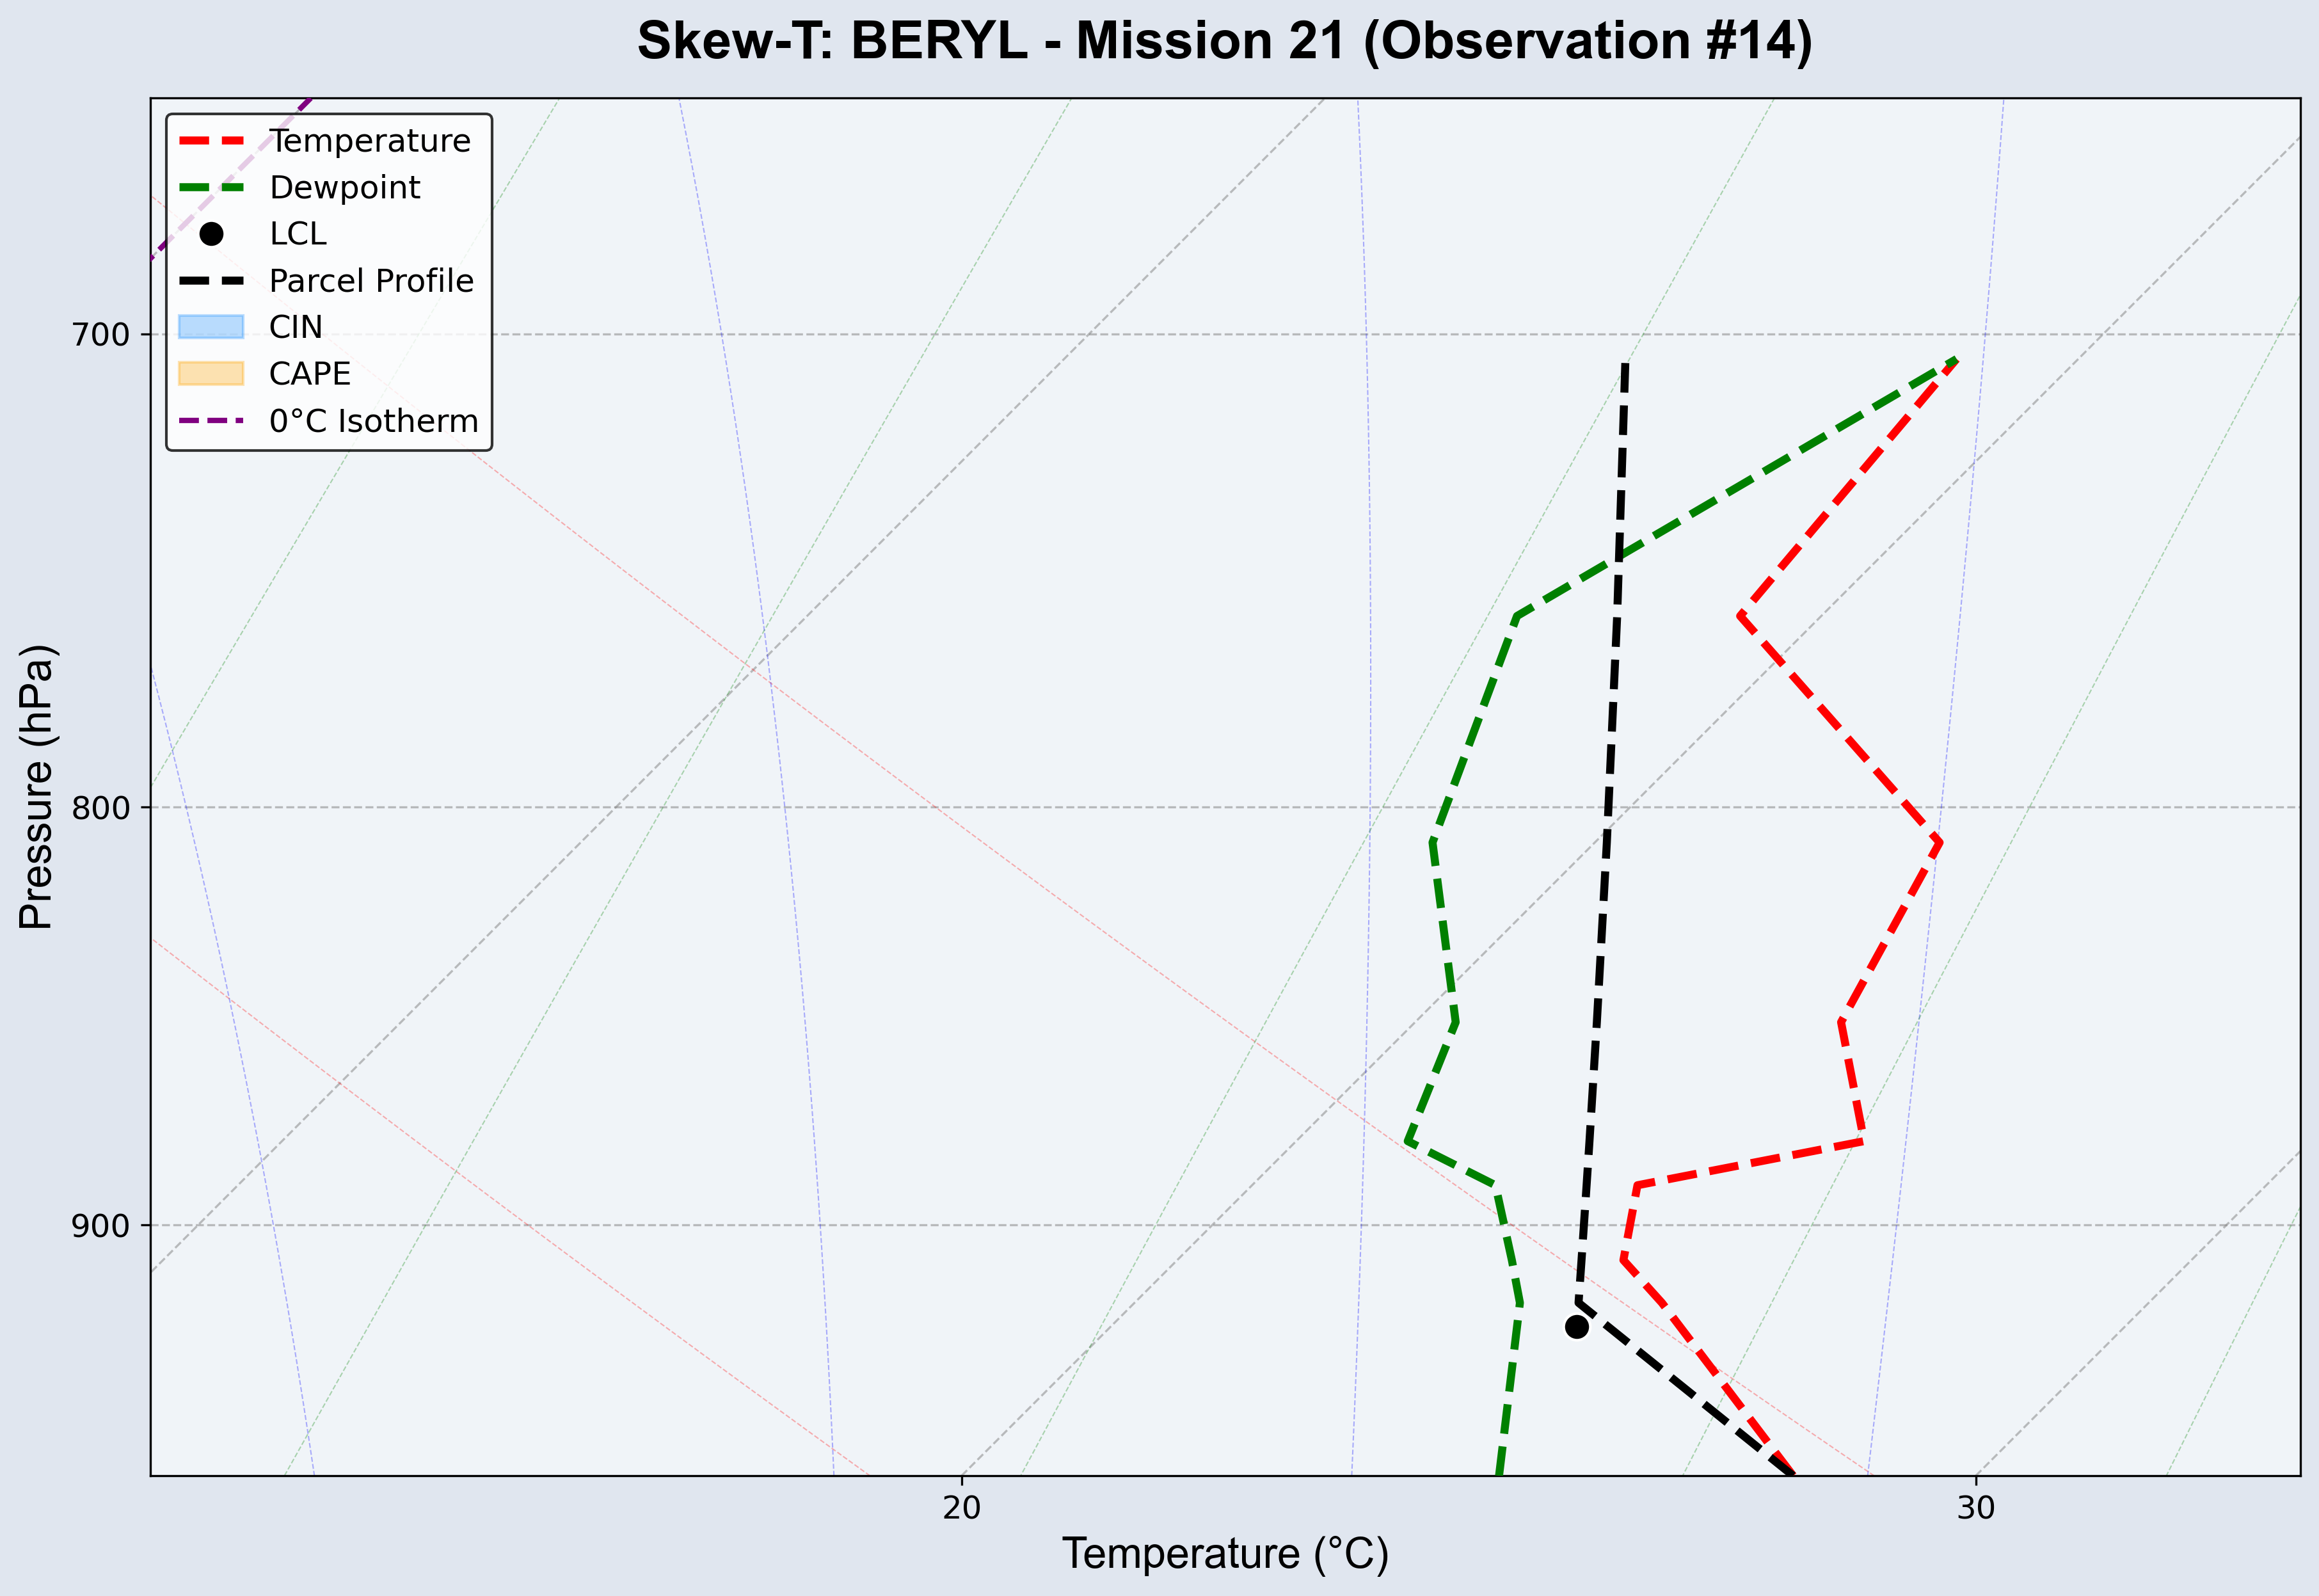 Skew-T: BERYL - Mission 21 (Observation #14)
Temperature
Dewpoint
LCL
Parcel Profile
CIN
CAPE
0°C Isotherm
700
800
900
Pressure (hPa)
20
30
Temperature (°C)